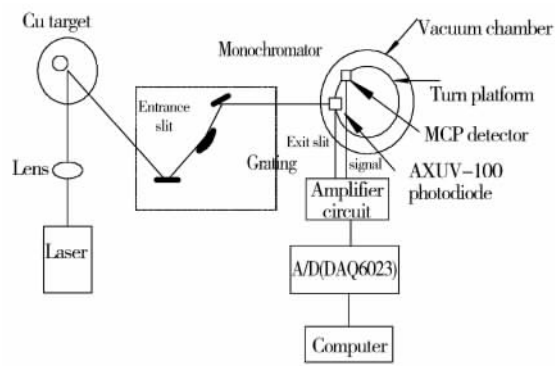 Cu target
Monochromator
Vacuum chamber
Entrance
slit
Turn platform
MCP detector
Exit slit
Grating
signal
AXUV-100
photodiode
Lens
Amplifier
circuit
Laser
A/D(DAQ6023)
Computer